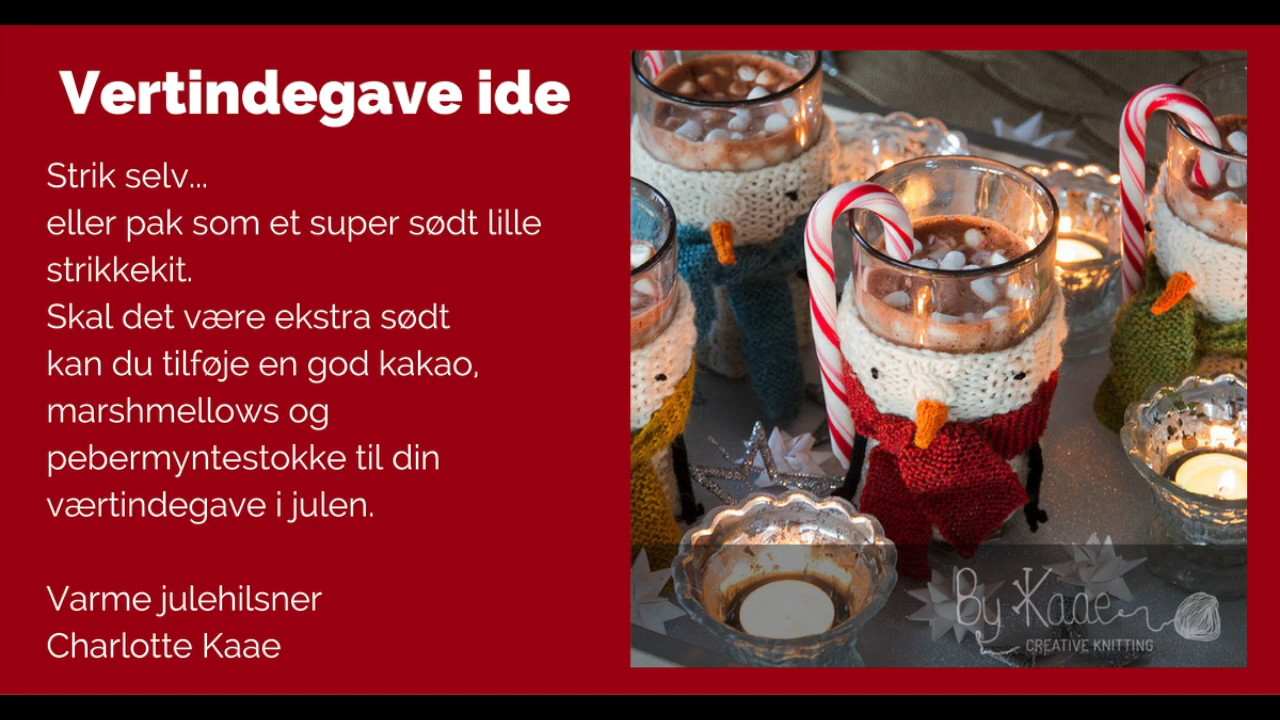 Vertindegave ide
Strik selv...
eller pak som et super sødt lille
strikkekit.
Skal det være ekstra sødt
kan du tilføje en god kakao,
marshmellows og
pebermyntestokke til din
værtindegave i julen.
Varme julehilsner
Charlotte Kaae
By Kaae
CREATIVE KNITTING